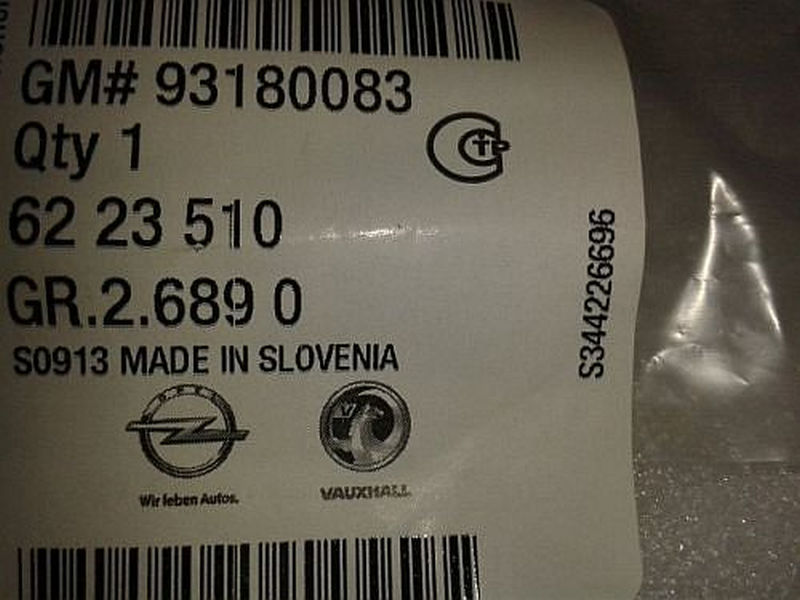 GM# 93180083
Qty 1
62 23 510
GR.2.689 0
S0913 MADE IN SLOVENIA
S344226696
OPEL
Wir leben Autos.
VAUXHALL